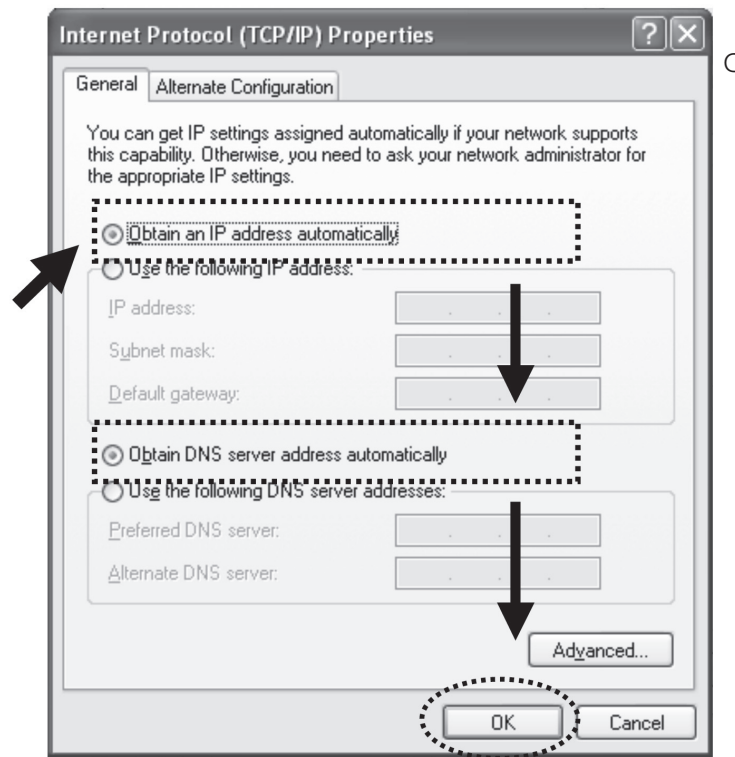 Internet Protocol (TCP/IP) Properties
General Alternate Configuration
You can get IP settings assigned automatically if your network supports
this capability. Otherwise, you need to ask your network administrator for
the appropriate IP settings.
Obtain an IP address automatically
Use the following IP address:
IP address:
Subnet mask:
Default gateway:
Obtain DNS server address automatically
Use the following DNS server addresses:
Preferred DNS server:
Alternate DNS server:
Advanced...
OK Cancel